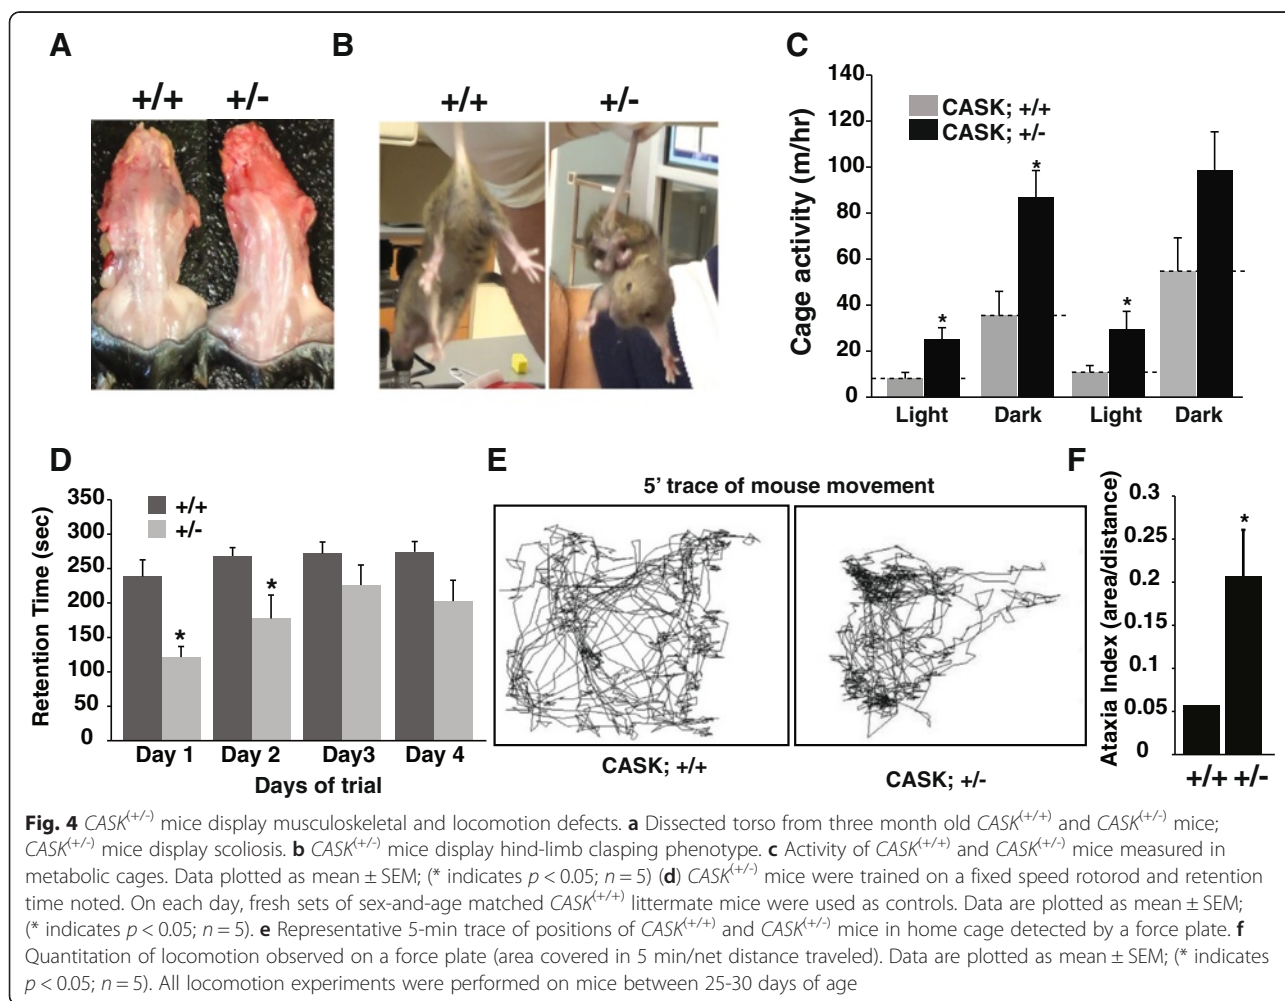 A
B
C
+/+ +/-
+/+
+/-
140
120
100
80
60
40
20
0
Cage activity (m/hr)
CASK; +/+
CASK; +/-
*
*
*
Light
Dark
Light
Dark
D
E
F
350
300
250
200
150
100
50
0
Retention Time (sec)
+/+
+/-
*
*
Day 1
Day 2
Day3
Day 4
Days of trial
5' trace of mouse movement
CASK; +/+
CASK; +/-
Ataxia Index (area/distance)
0.3
0.25
0.2
0.1
0.05
0
*
+/+ +/-
Fig. 4 CASK(+/-) mice display musculoskeletal and locomotion defects. a Dissected torso from three month old CASK(+/+) and CASK(+/-) mice;
CASK(+/-) mice display scoliosis. b CASK(+/-) mice display hind-limb clasping phenotype. c Activity of CASK(+/+) and CASK(+/-) mice measured in
metabolic cages. Data plotted as mean ± SEM; (* indicates p < 0.05; n = 5) (d) CASK(+/-) mice were trained on a fixed speed rotorod and retention
time noted. On each day, fresh sets of sex-and-age matched CASK(+/+) littermate mice were used as controls. Data are plotted as mean ± SEM;
(* indicates p < 0.05; n = 5). e Representative 5-min trace of positions of CASK(+/+) and CASK(+/-) mice in home cage detected by a force plate. f
Quantitation of locomotion observed on a force plate (area covered in 5 min/net distance traveled). Data are plotted as mean ± SEM; (* indicates
p < 0.05; n = 5). All locomotion experiments were performed on mice between 25-30 days of age